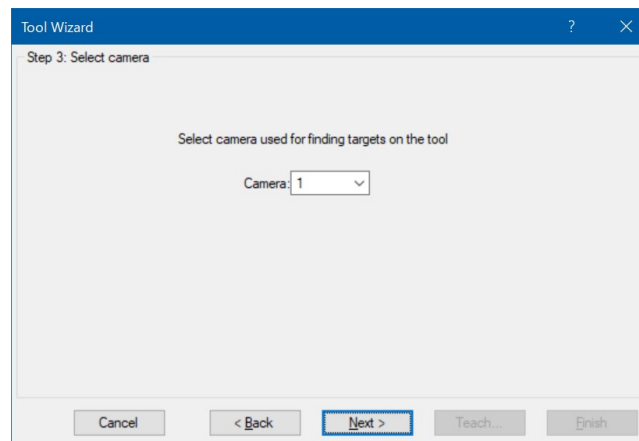 Tool Wizard ?
Step 3: Select camera
Select camera used for finding targets on the tool
Camera: 1
Cancel < Back Next > Teach... Finish